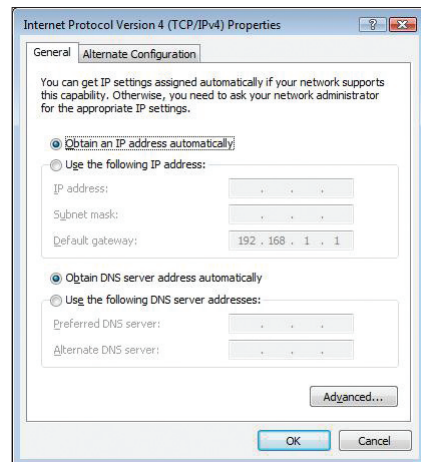 Internet Protocol Version 4 (TCP/IPv4) Properties
General
Alternate Configuration
You can get IP settings assigned automatically if your network supports
this capability. Otherwise, you need to ask your network administrator
for the appropriate IP settings.
Obtain an IP address automatically
Use the following IP address:
IP address:
Subnet mask:
Default gateway: 192 . 168 . 1 . 1
Obtain DNS server address automatically
Use the following DNS server addresses:
Preferred DNS server:
Alternate DNS server:
Advanced...
OK
Cancel